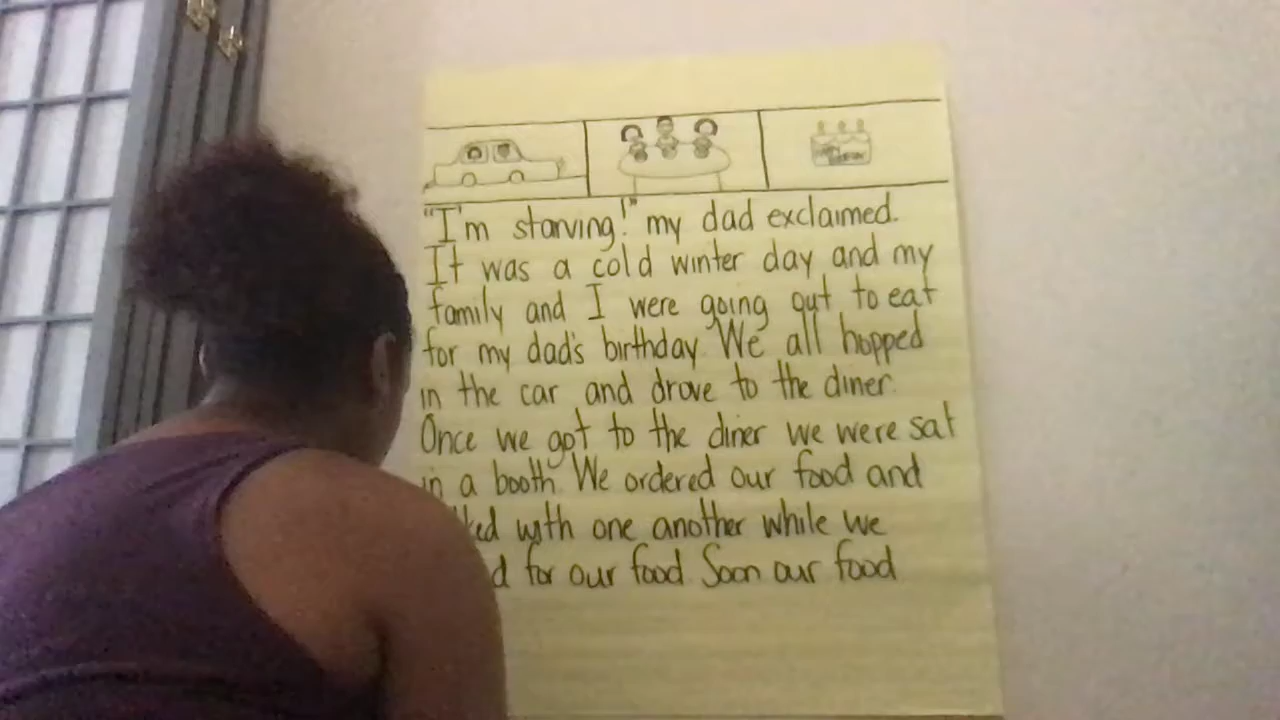 "I'm starving!" my dad exclaimed.
It was a cold winter day and my
family and I were going out to eat
for my dad's birthday. We all hopped
in the car and drove to the diner.
Once we got to the diner we were sat
in a booth. We ordered our food and
with one another while we
for our food. Soon our food